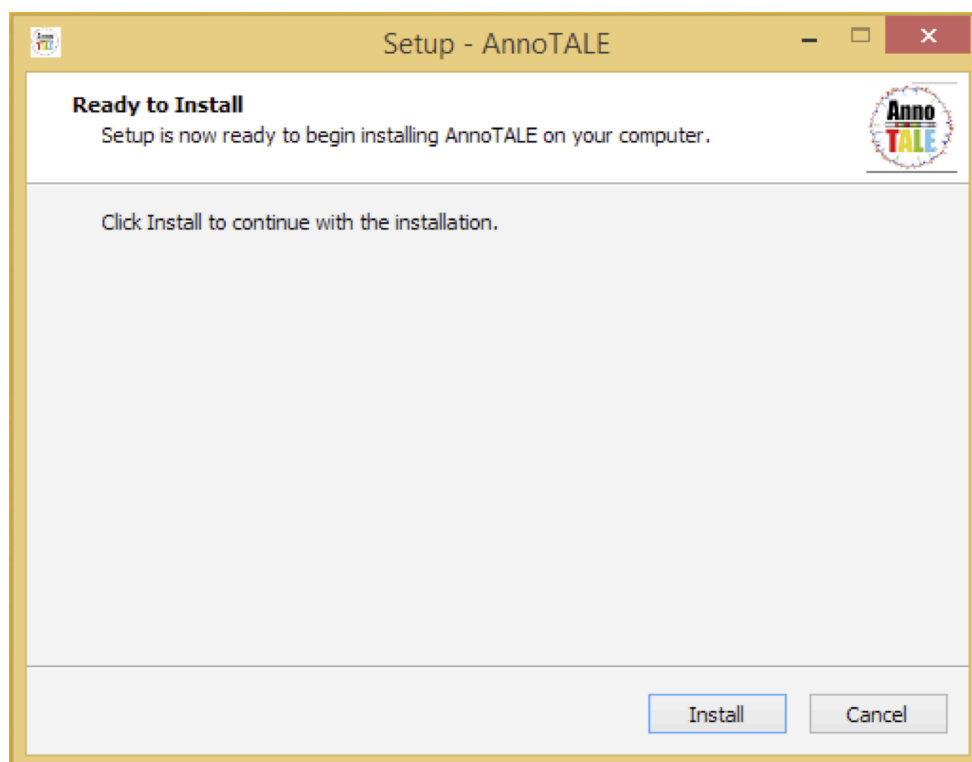 Setup - AnnoTALE
Ready to Install
Setup is now ready to begin installing AnnoTALE on your computer.
Anno
TALE
Click Install to continue with the installation.
Install
Cancel